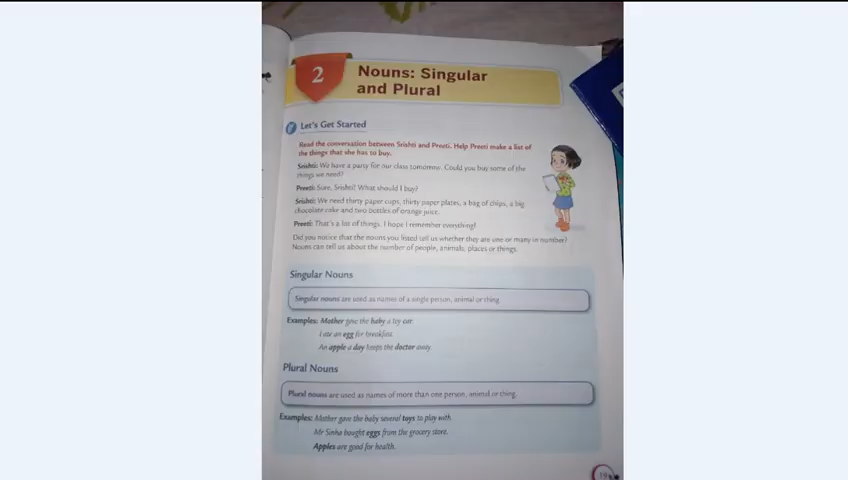 2
Nouns: Singular
and Plural
Let's Get Started
Read the conversation between Srishti and Preeti. Help Preeti make a list of
the things that she has to buy.
Srishti: We have a party for our class tomorrow. Could you buy some of the
things we need?
Preeti: Sure, Srishti! What should I buy?
Srishti: We need thirty paper cups, thirty paper plates, a bag of chips, a big
chocolate cake and two bottles of orange juice.
Preeti: That's a lot of things. I hope I remember everything!
Did you notice that the nouns you listed tell us whether they are one or many in number?
Nouns can tell us about the number of people, animals, places or things.
Singular Nouns
Singular nouns are used as names of a single person, animal or thing.
Examples: Mother gave the baby a toy car.
I ate an egg for breakfast.
An apple a day keeps the doctor away.
Plural Nouns
Plural nouns are used as names of more than one person, animal or thing.
Examples: Mother gave the baby several toys to play with.
Mr Sinha bought eggs from the grocery store.
Apples are good for health.